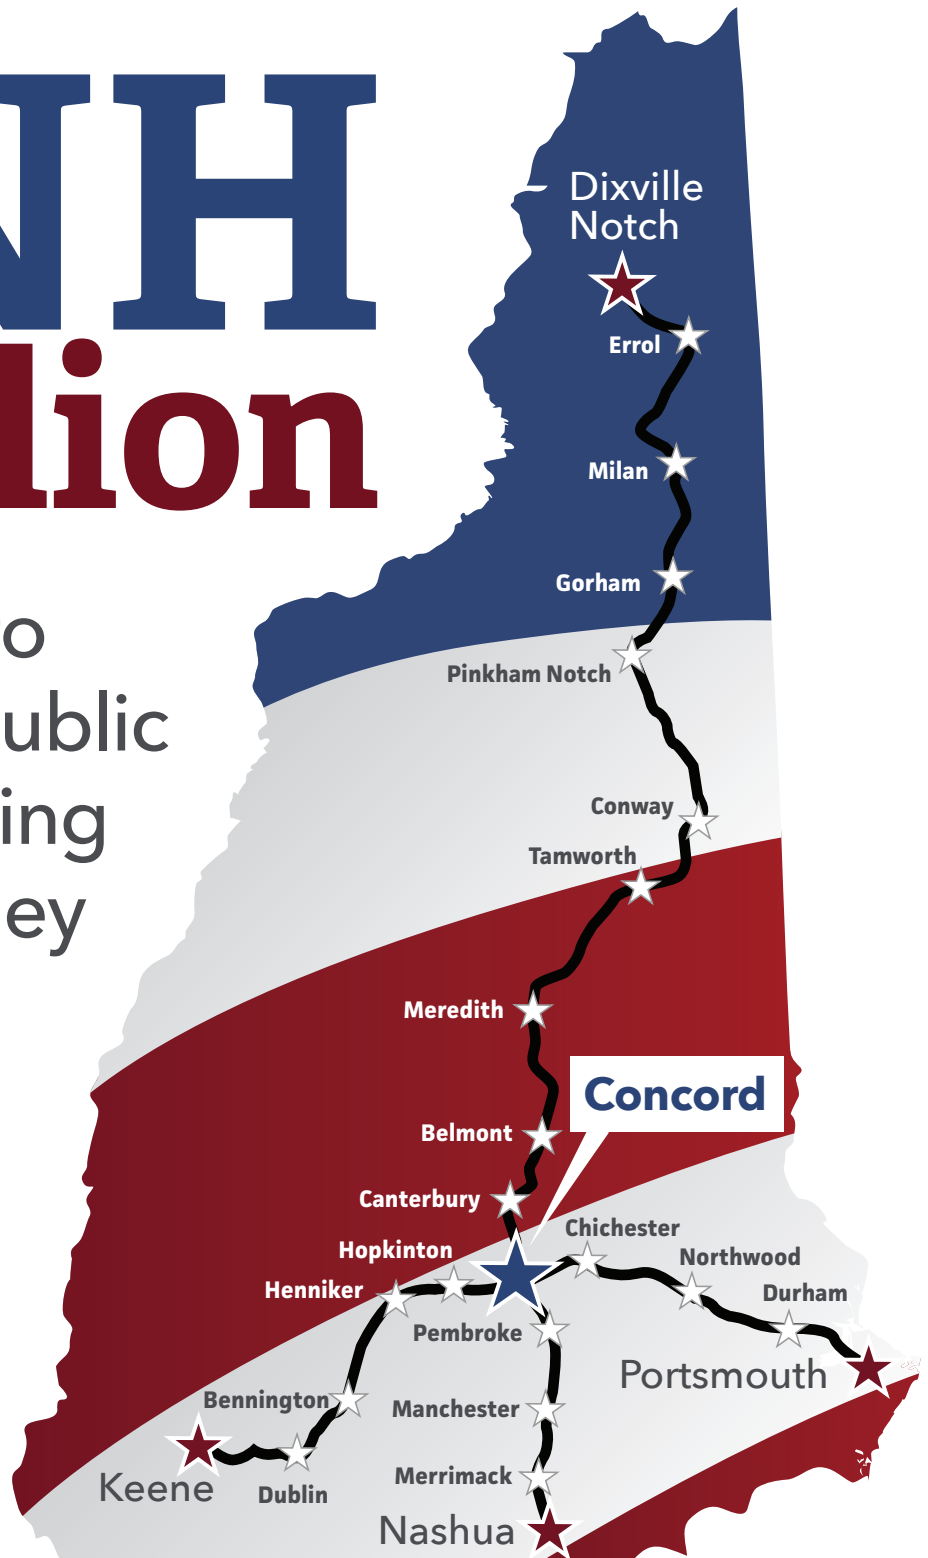 NH
lion
o
ublic
ing
ey
Dixville
Notch
Errol
Milan
Gorham
Pinkham Notch
Conway
Tamworth
Meredith
Concord
Belmont
Canterbury
Chichester
Hopkinton
Northwood
Henniker
Durham
Pembroke
Portsmouth
Bennington
Manchester
Merrimack
Keene
Dublin
Nashua